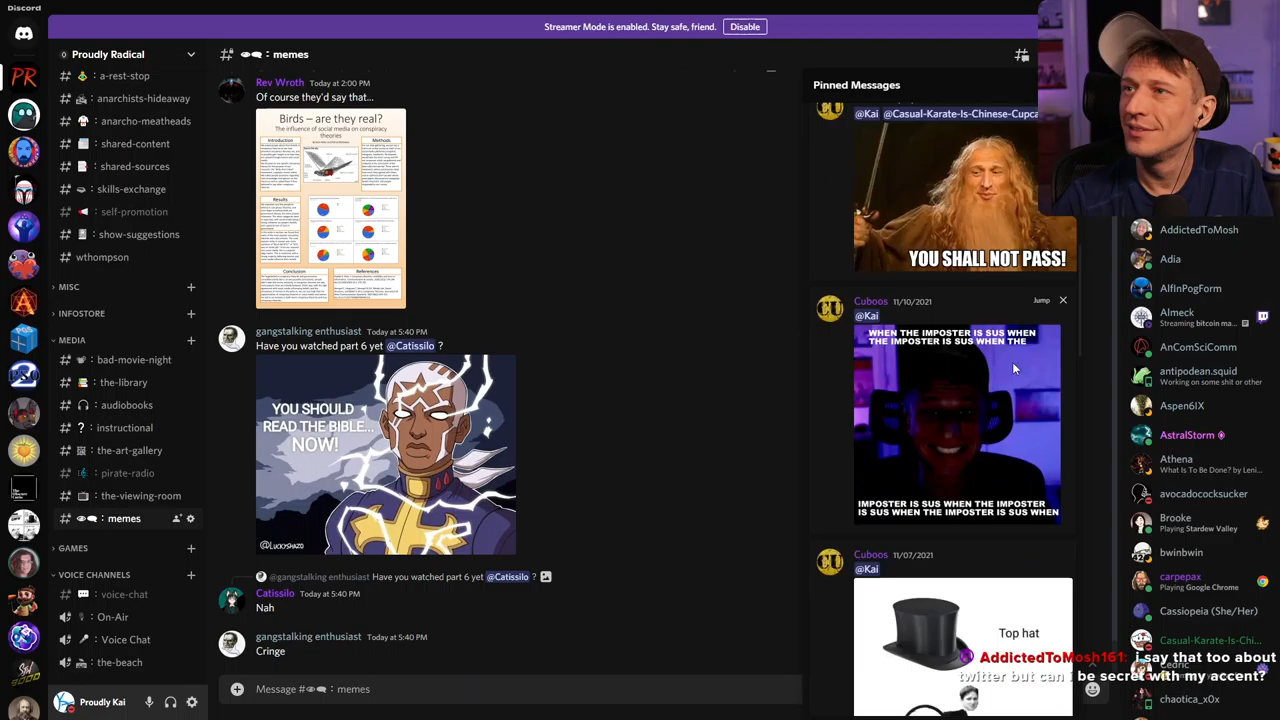 Discord
Streamer Mode is enabled. Stay safe, friend.
Disable
Proudly Radical
a-rest-stop
anarchists-hideaway
anarcho-meatheads
resources
self-promotion
show-suggestions
INFOSTORE
MEDIA
bad-movie-night
the-library
audiobooks
instructional
the-art-gallery
pirate-radio
the-viewing-room
memes
GAMES
VOICE CHANNELS
voice-chat
On-Air
Voice Chat
the-beach
Proudly Kai
memes
Rev Wroth Today at 2:00 PM
Of course they'd say that...
Birds – are they real?
The influence of social media on conspiracy
theories
Introduction
Methods
Results
Conclusion
References
gangstalking enthusiast Today at 5:40 PM
Have you watched part 6 yet @Catissilo ?
YOU SHOULD
READ THE BIBLE...
NOW!
@LUCKYSHAZO
@gangstalking enthusiast Have you watched part 6 yet @Catissilo ?
Catissilo Today at 5:40 PM
Nah
gangstalking enthusiast Today at 5:40 PM
Cringe
Message # : memes
Pinned Messages
@Kai @Casual-Karate-Is-Chinese-Cupca
YOU SHALL NOT PASS!
Cuboos 11/10/2021
Jump
@Kai
WHEN THE IMPOSTER IS SUS WHEN
THE IMPOSTER IS SUS WHEN THE
IMPOSTER IS SUS WHEN THE IMPOSTER
IS SUS WHEN THE IMPOSTER IS SUS WHEN
Cuboos 11/07/2021
@Kai
Top hat
AddictedToMosh
Adia
AlfInPogForm
Almeck
Streaming bitcoin ma...
AnComSciComm
antipodean.squid
Working on some shit or other
Aspen6IX
AstralStorm
Athena
What Is To Be Done? by Leni...
avocadocksucker
Brooke
Playing Stardew Valley
bwinbwin
carpepax
Playing Google Chrome
Cassiopeia (She/Her)
Casual-Karate-Is-Chi...
Cedric
chaotica_x0x
AddictedToMosh161: i say that too about
twitter but can i be secret with my accent?